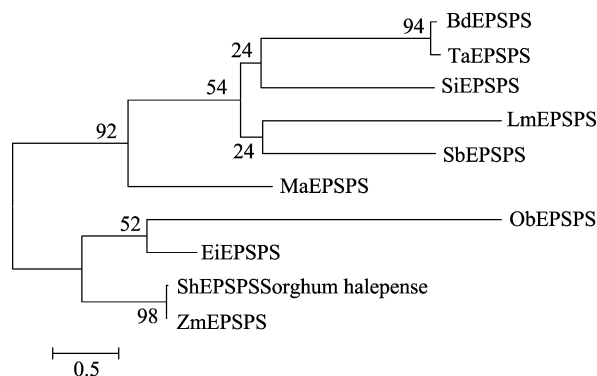 94
BdEPSPS
TaEPSPS
24
SiEPSPS
54
LmEPSPS
24
SbEPSPS
92
MaEPSPS
52
ObEPSPS
EiEPSPS
ShEPSPSSorghum halepense
98
ZmEPSPS
0.5